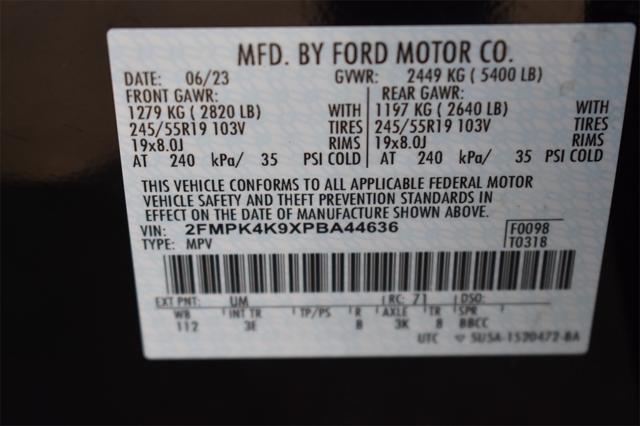 MFD. BY FORD MOTOR CO.
DATE: 06/23 GVWR: 2449 KG ( 5400 LB)
FRONT GAWR: REAR GAWR:
1279 KG ( 2820 LB) WITH 1197 KG ( 2640 LB) WITH
245/55R19 103V TIRES 245/55R19 103V TIRES
19x8.0J RIMS 19x8.0J RIMS
AT 240 kPa/ 35 PSI COLD AT 240 kPa/ 35 PSI COLD
THIS VEHICLE CONFORMS TO ALL APPLICABLE FEDERAL MOTOR
VEHICLE SAFETY AND THEFT PREVENTION STANDARDS IN
EFFECT ON THE DATE OF MANUFACTURE SHOWN ABOVE.
VIN: 2FMPK4K9XPBA44636 F0098
TYPE: MPV T0318
EXT PNT: UM RC: 71 DSO:
WB INT TR TP/PS R AXLE TR SPR
112 3E B 3K 8 BBCC
UTC SU5A-1520472-BA